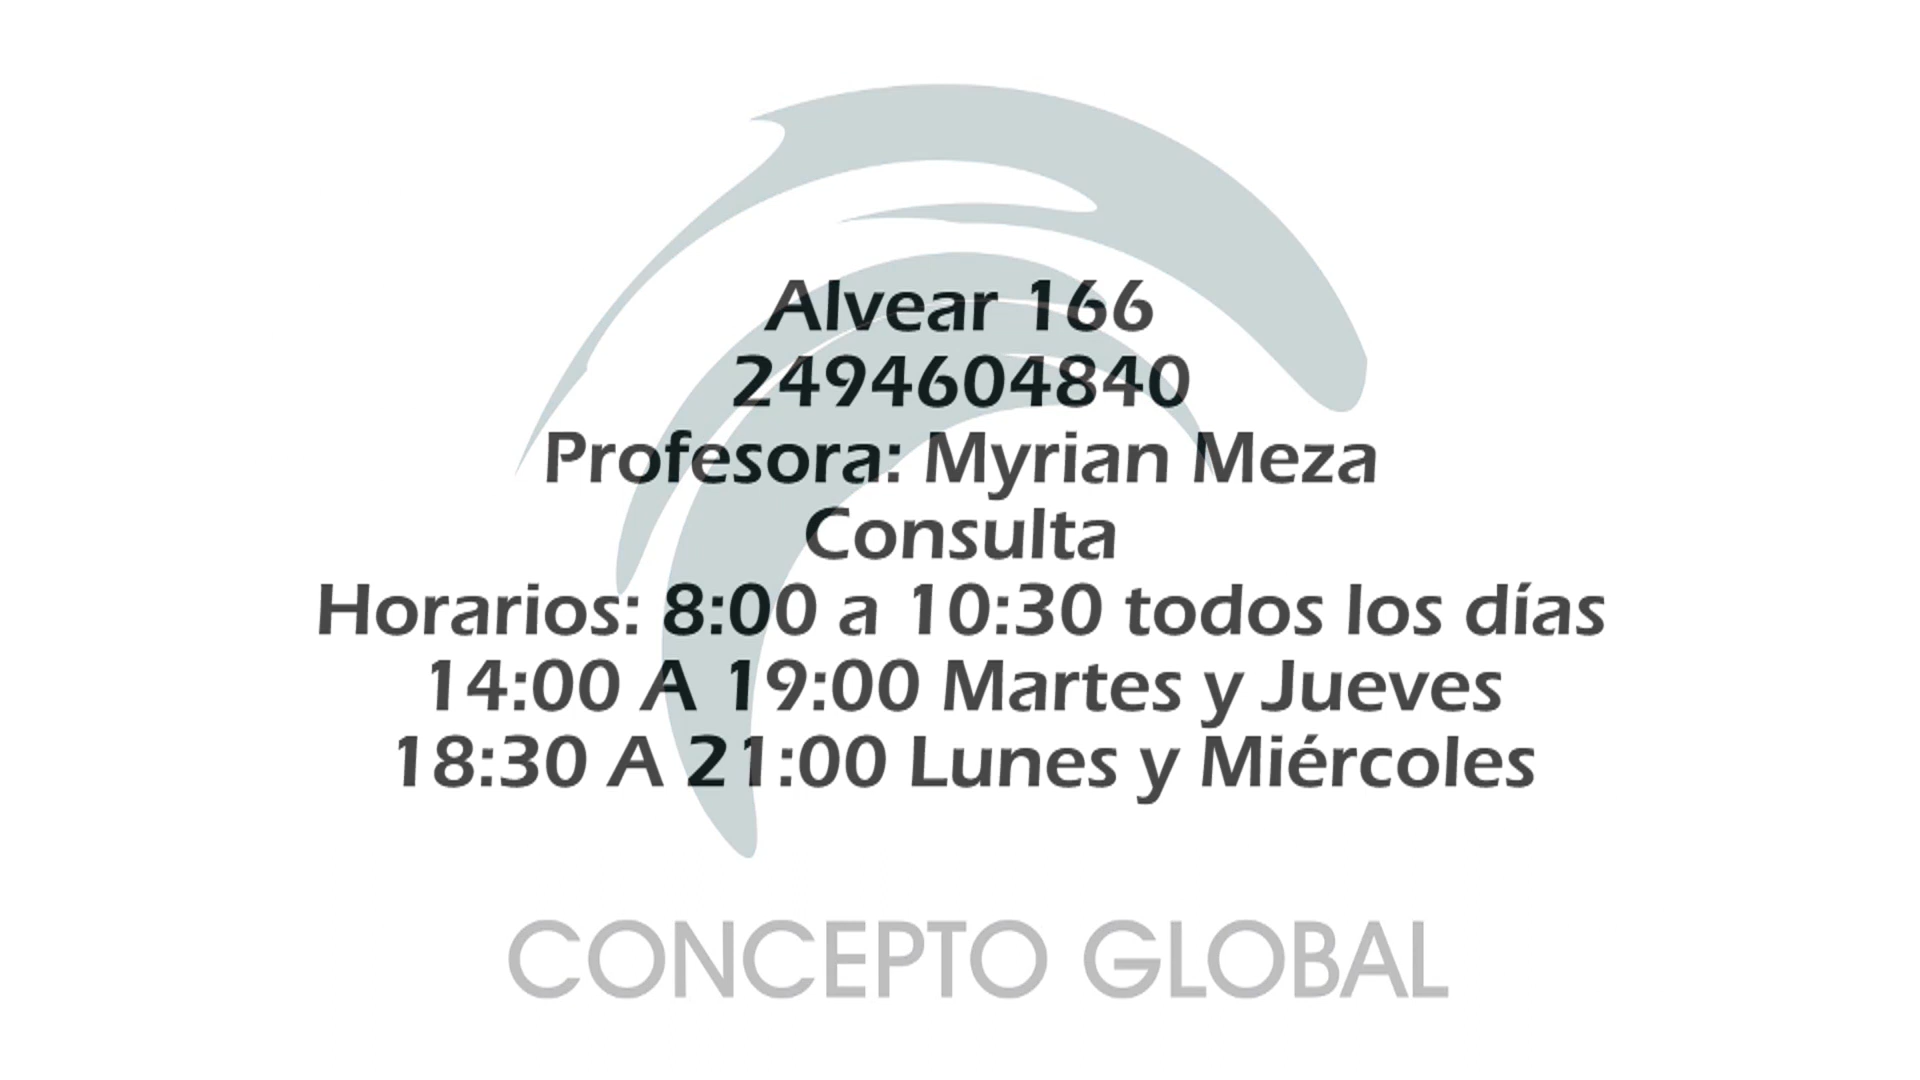 Alvear 166
2494604840
Profesora: Myrian Meza
Consulta
Horarios: 8:00 a 10:30 todos los días
14:00 A 19:00 Martes y Jueves
18:30 A 21:00 Lunes y Miércoles
CONCEPTO GLOBAL